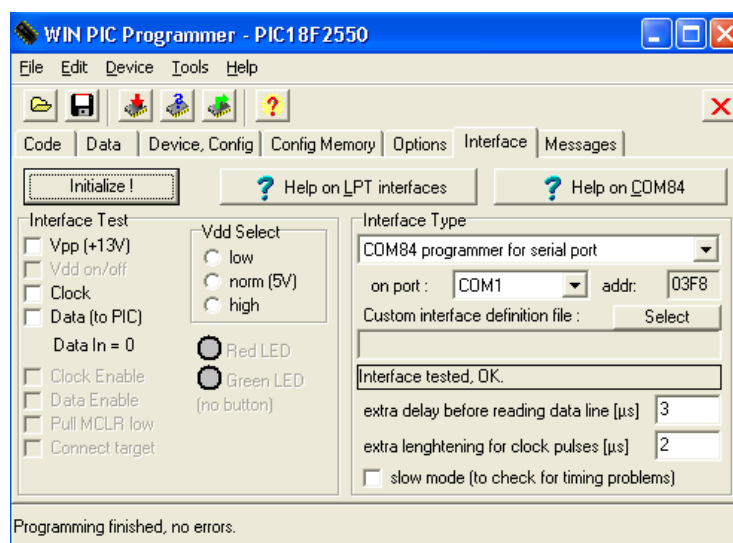 WIN PIC Programmer - PIC18F2550
File Edit Device Tools Help
Code Data Device, Config Config Memory Options Interface Messages
Initialize ! Help on LPT interfaces Help on COM84
Interface Test
Vpp (+13V)
Vdd on/off
Clock
Data (to PIC)
Data In = 0
Clock Enable
Data Enable
Pull MCLR low
Connect target
Vdd Select
low
norm (5V)
high
Red LED
Green LED
(no button)
Interface Type
COM84 programmer for serial port
on port : COM1 addr: 03F8
Custom interface definition file : Select
Interface tested, OK.
extra delay before reading data line [µs] 3
extra lenghtening for clock pulses [µs] 2
slow mode (to check for timing problems)
Programming finished, no errors.